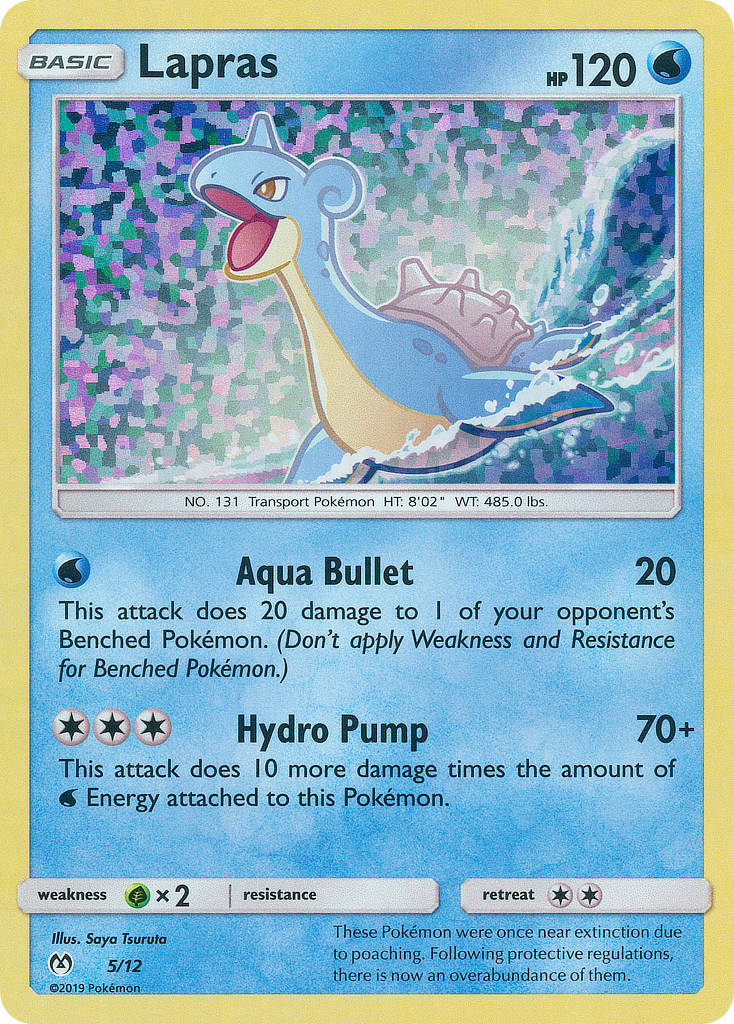 BASIC Lapras HP 120
NO. 131 Transport Pokémon HT: 8'02" WT: 485.0 lbs.
Aqua Bullet 20
This attack does 20 damage to 1 of your opponent's
Benched Pokémon. (Don't apply Weakness and Resistance
for Benched Pokémon.)
Hydro Pump 70+
This attack does 10 more damage times the amount of
Energy attached to this Pokémon.
weakness ×2 resistance retreat
Illus. Saya Tsuruta
5/12
©2019 Pokémon
These Pokémon were once near extinction due
to poaching. Following protective regulations,
there is now an overabundance of them.